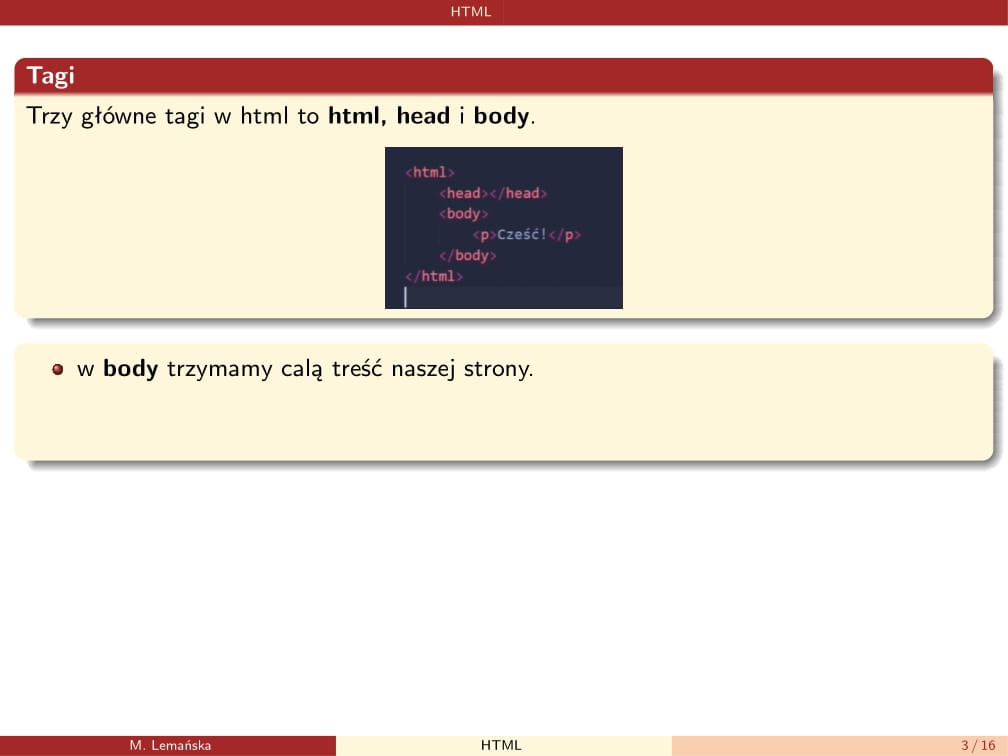 HTML
Tagi
Trzy główne tagi w html to html, head i body.
<html>
<head></head>
<body>
<p>Cześć!</p>
</body>
</html>
w body trzymamy calą treść naszej strony.
M. Lemańska
HTML
3 / 16